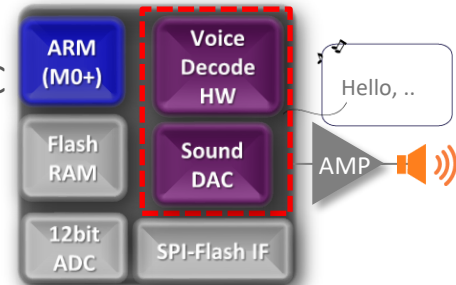 ARM
(M0+)
Voice
Decode
HW
Hello, ..
Flash
RAM
Sound
DAC
AMP
12bit
ADC
SPI-Flash IF
C